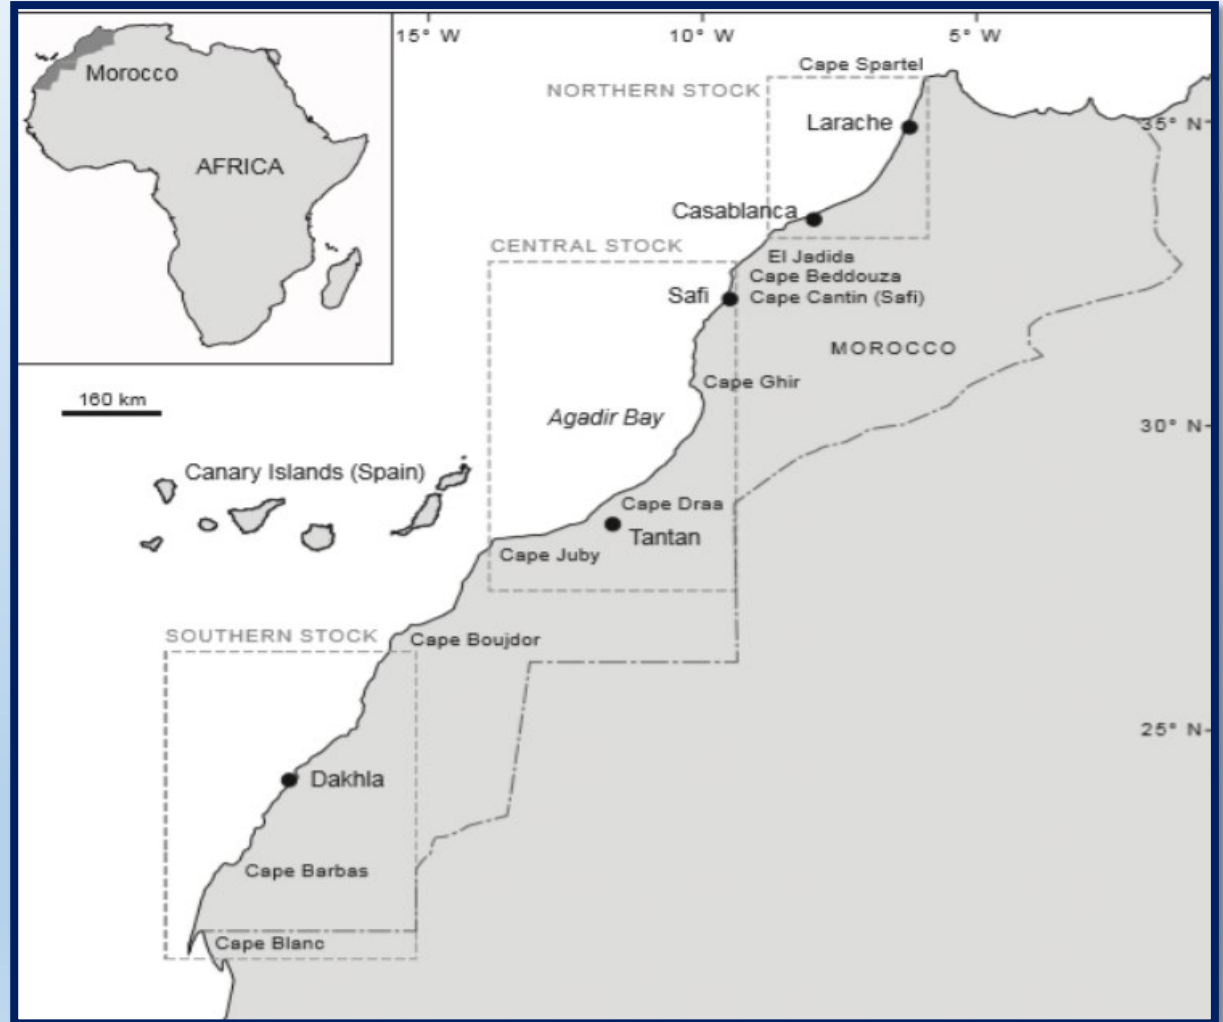 15° W
10° W
5° W
Cape Spartel
Morocco
NORTHERN STOCK
Larache
35° N
AFRICA
Casablanca
CENTRAL STOCK
El Jadida
Cape Beddouza
Safi
Cape Cantin (Safi)
MOROCCO
Cape Ghir
160 km
Agadir Bay
30° N
Canary Islands (Spain)
Cape Draa
Tantan
Cape Juby
SOUTHERN STOCK
Cape Boujdor
25° N
Dakhla
Cape Barbas
Cape Blanc